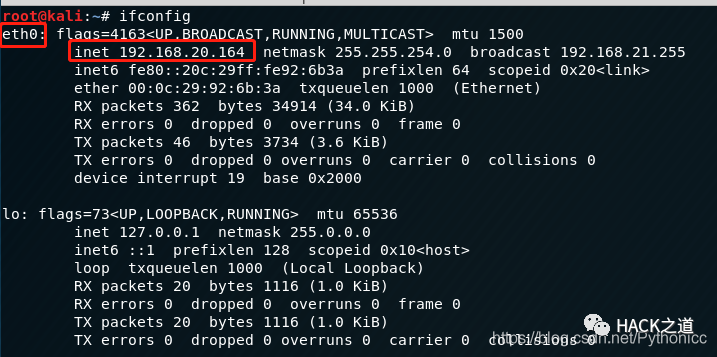 root@kali:~# ifconfig
eth0: flags=4163<UP,BROADCAST,RUNNING,MULTICAST>  mtu 1500
        inet 192.168.20.164  netmask 255.255.254.0  broadcast 192.168.21.255
        inet6 fe80::20c:29ff:fe92:6b3a  prefixlen 64  scopeid 0x20<link>
        ether 00:0c:29:92:6b:3a  txqueuelen 1000  (Ethernet)
        RX packets 362  bytes 34914 (34.0 KiB)
        RX errors 0  dropped 0  overruns 0  frame 0
        TX packets 46  bytes 3734 (3.6 KiB)
        TX errors 0  dropped 0 overruns 0  carrier 0  collisions 0
        device interrupt 19  base 0x2000
lo: flags=73<UP,LOOPBACK,RUNNING>  mtu 65536
        inet 127.0.0.1  netmask 255.0.0.0
        inet6 ::1  prefixlen 128  scopeid 0x10<host>
        loop  txqueuelen 1000  (Local Loopback)
        RX packets 20  bytes 1116 (1.0 KiB)
        RX errors 0  dropped 0  overruns 0  frame 0
        TX packets 20  bytes 1116 (1.0 KiB)
        TX errors 0  dropped 0 overruns 0  carrier 0  collisions 0
HACK之道
https://blog.csdn.net/Pythonicc